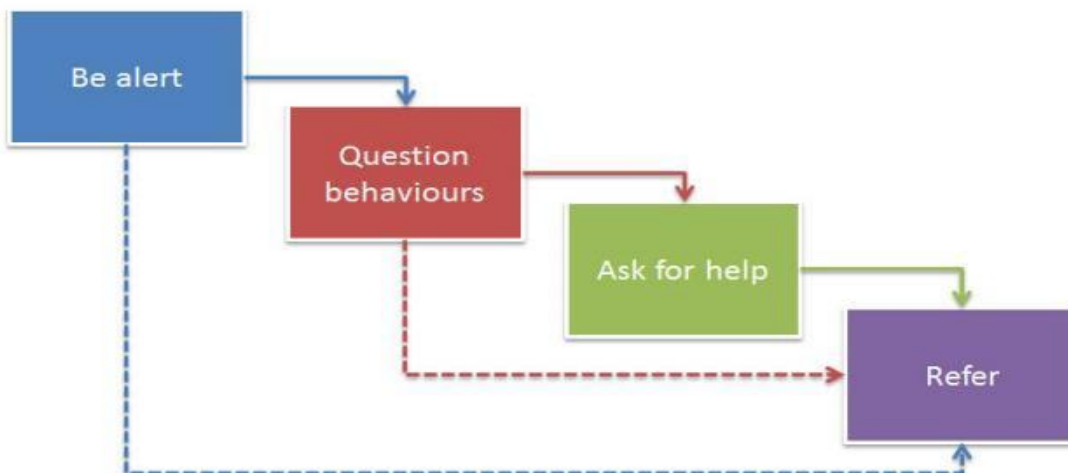 Be alert
Question
behaviours
Ask for help
Refer